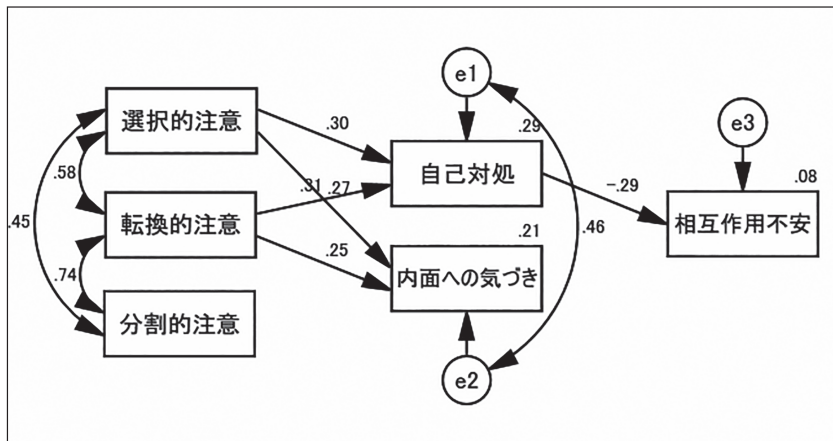 e1
選択的注意
.30
.29
e3
.58
自己対処
-.29
.08
.31
.27
.45
転換的注意
.21
.46
相互作用不安
.25
.74
内面への気づき
分割的注意
e2